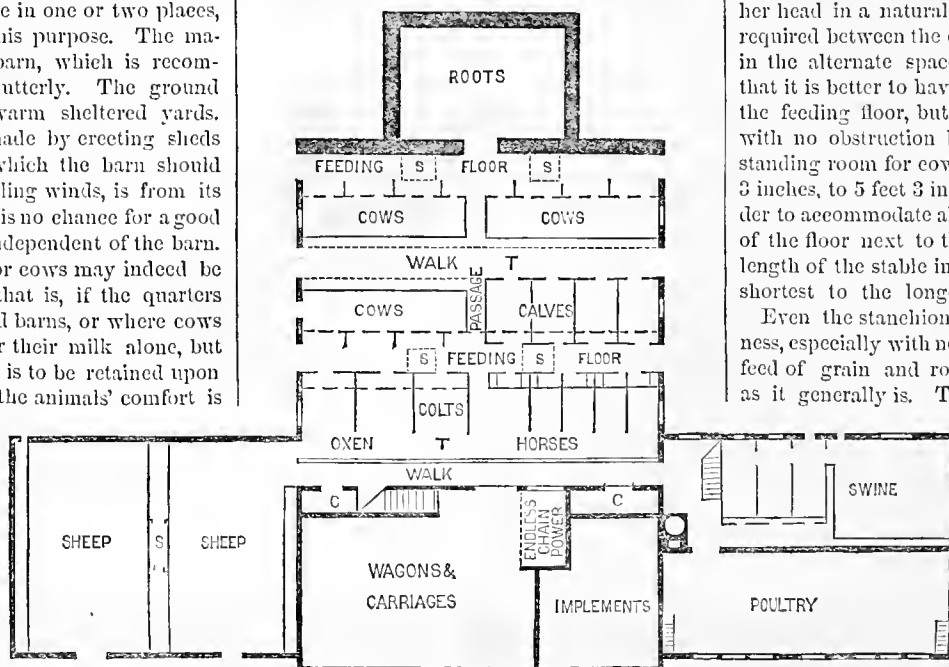 e in one or two places,
his purpose. The ma-
barn, which is recom-
utterly. The ground
warm sheltered yards.
nade by erecting sheds
which the barn should
ling winds, is from its
is no chance for a good
ndependent of the barn.
or cows may indeed be
that is, if the quarters
d barns, or where cows
r their milk alone, but
is to be retained upon
the animals' comfort is
ROOTS
FEEDING S FLOOR S
COWS COWS
WALK T
COWS PASSAGE CALVES
S FEEDING S FLOOR
COLTS
OXEN T HORSES
WALK
C C
ENDLESS
CHAIN
POWER
SHEEP S SHEEP
WAGONS &
CARRIAGES
IMPLEMENTS
SWINE
POULTRY
her head in a natural
required between the
in the alternate spac
that it is better to hav
the feeding floor, but
with no obstruction
standing room for cow
3 inches, to 5 feet 3 in
der to accommodate a
of the floor next to t
length of the stable in
shortest to the long
Even the stanchion
ness, especially with n
feed of grain and ro
as it generally is. T